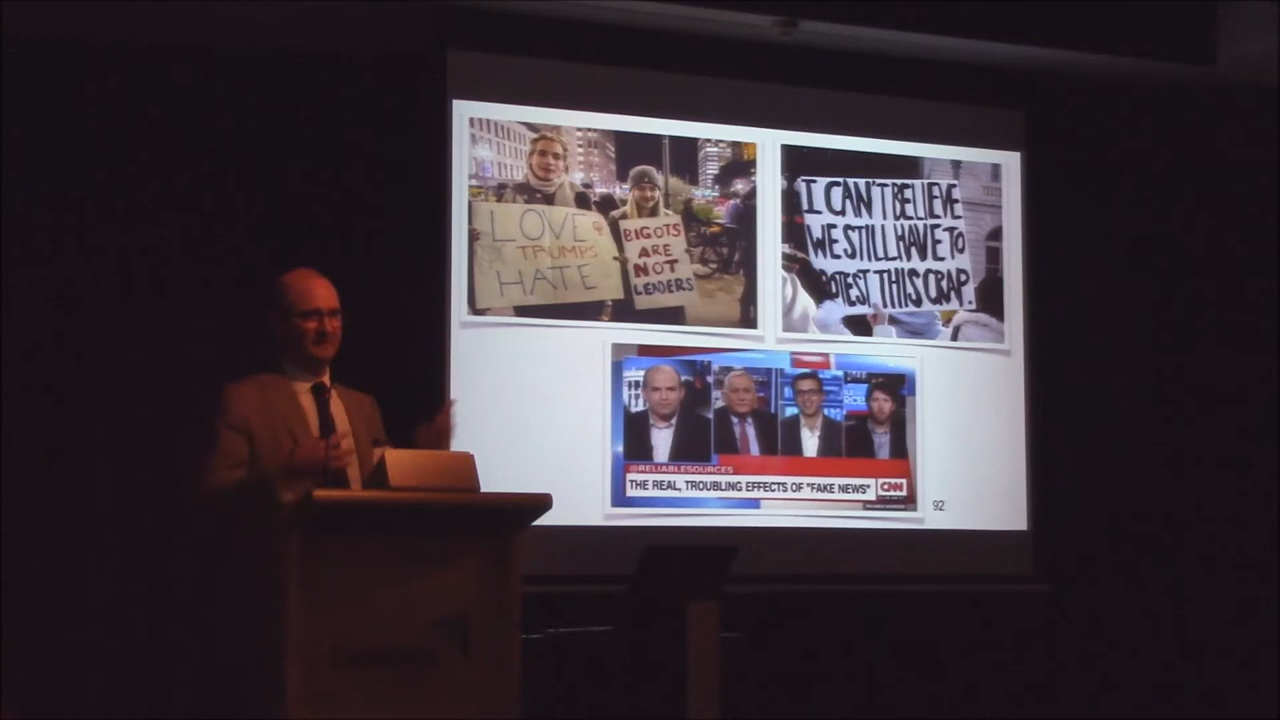 LOVE
TRUMPS
HATE
BIGOTS
ARE
NOT
LEADERS
I CAN'T BELIEVE
WE STILL HAVE TO
PROTEST THIS CRAP.
@RELIABLESOURCES
THE REAL, TROUBLING EFFECTS OF "FAKE NEWS"
CNN
92